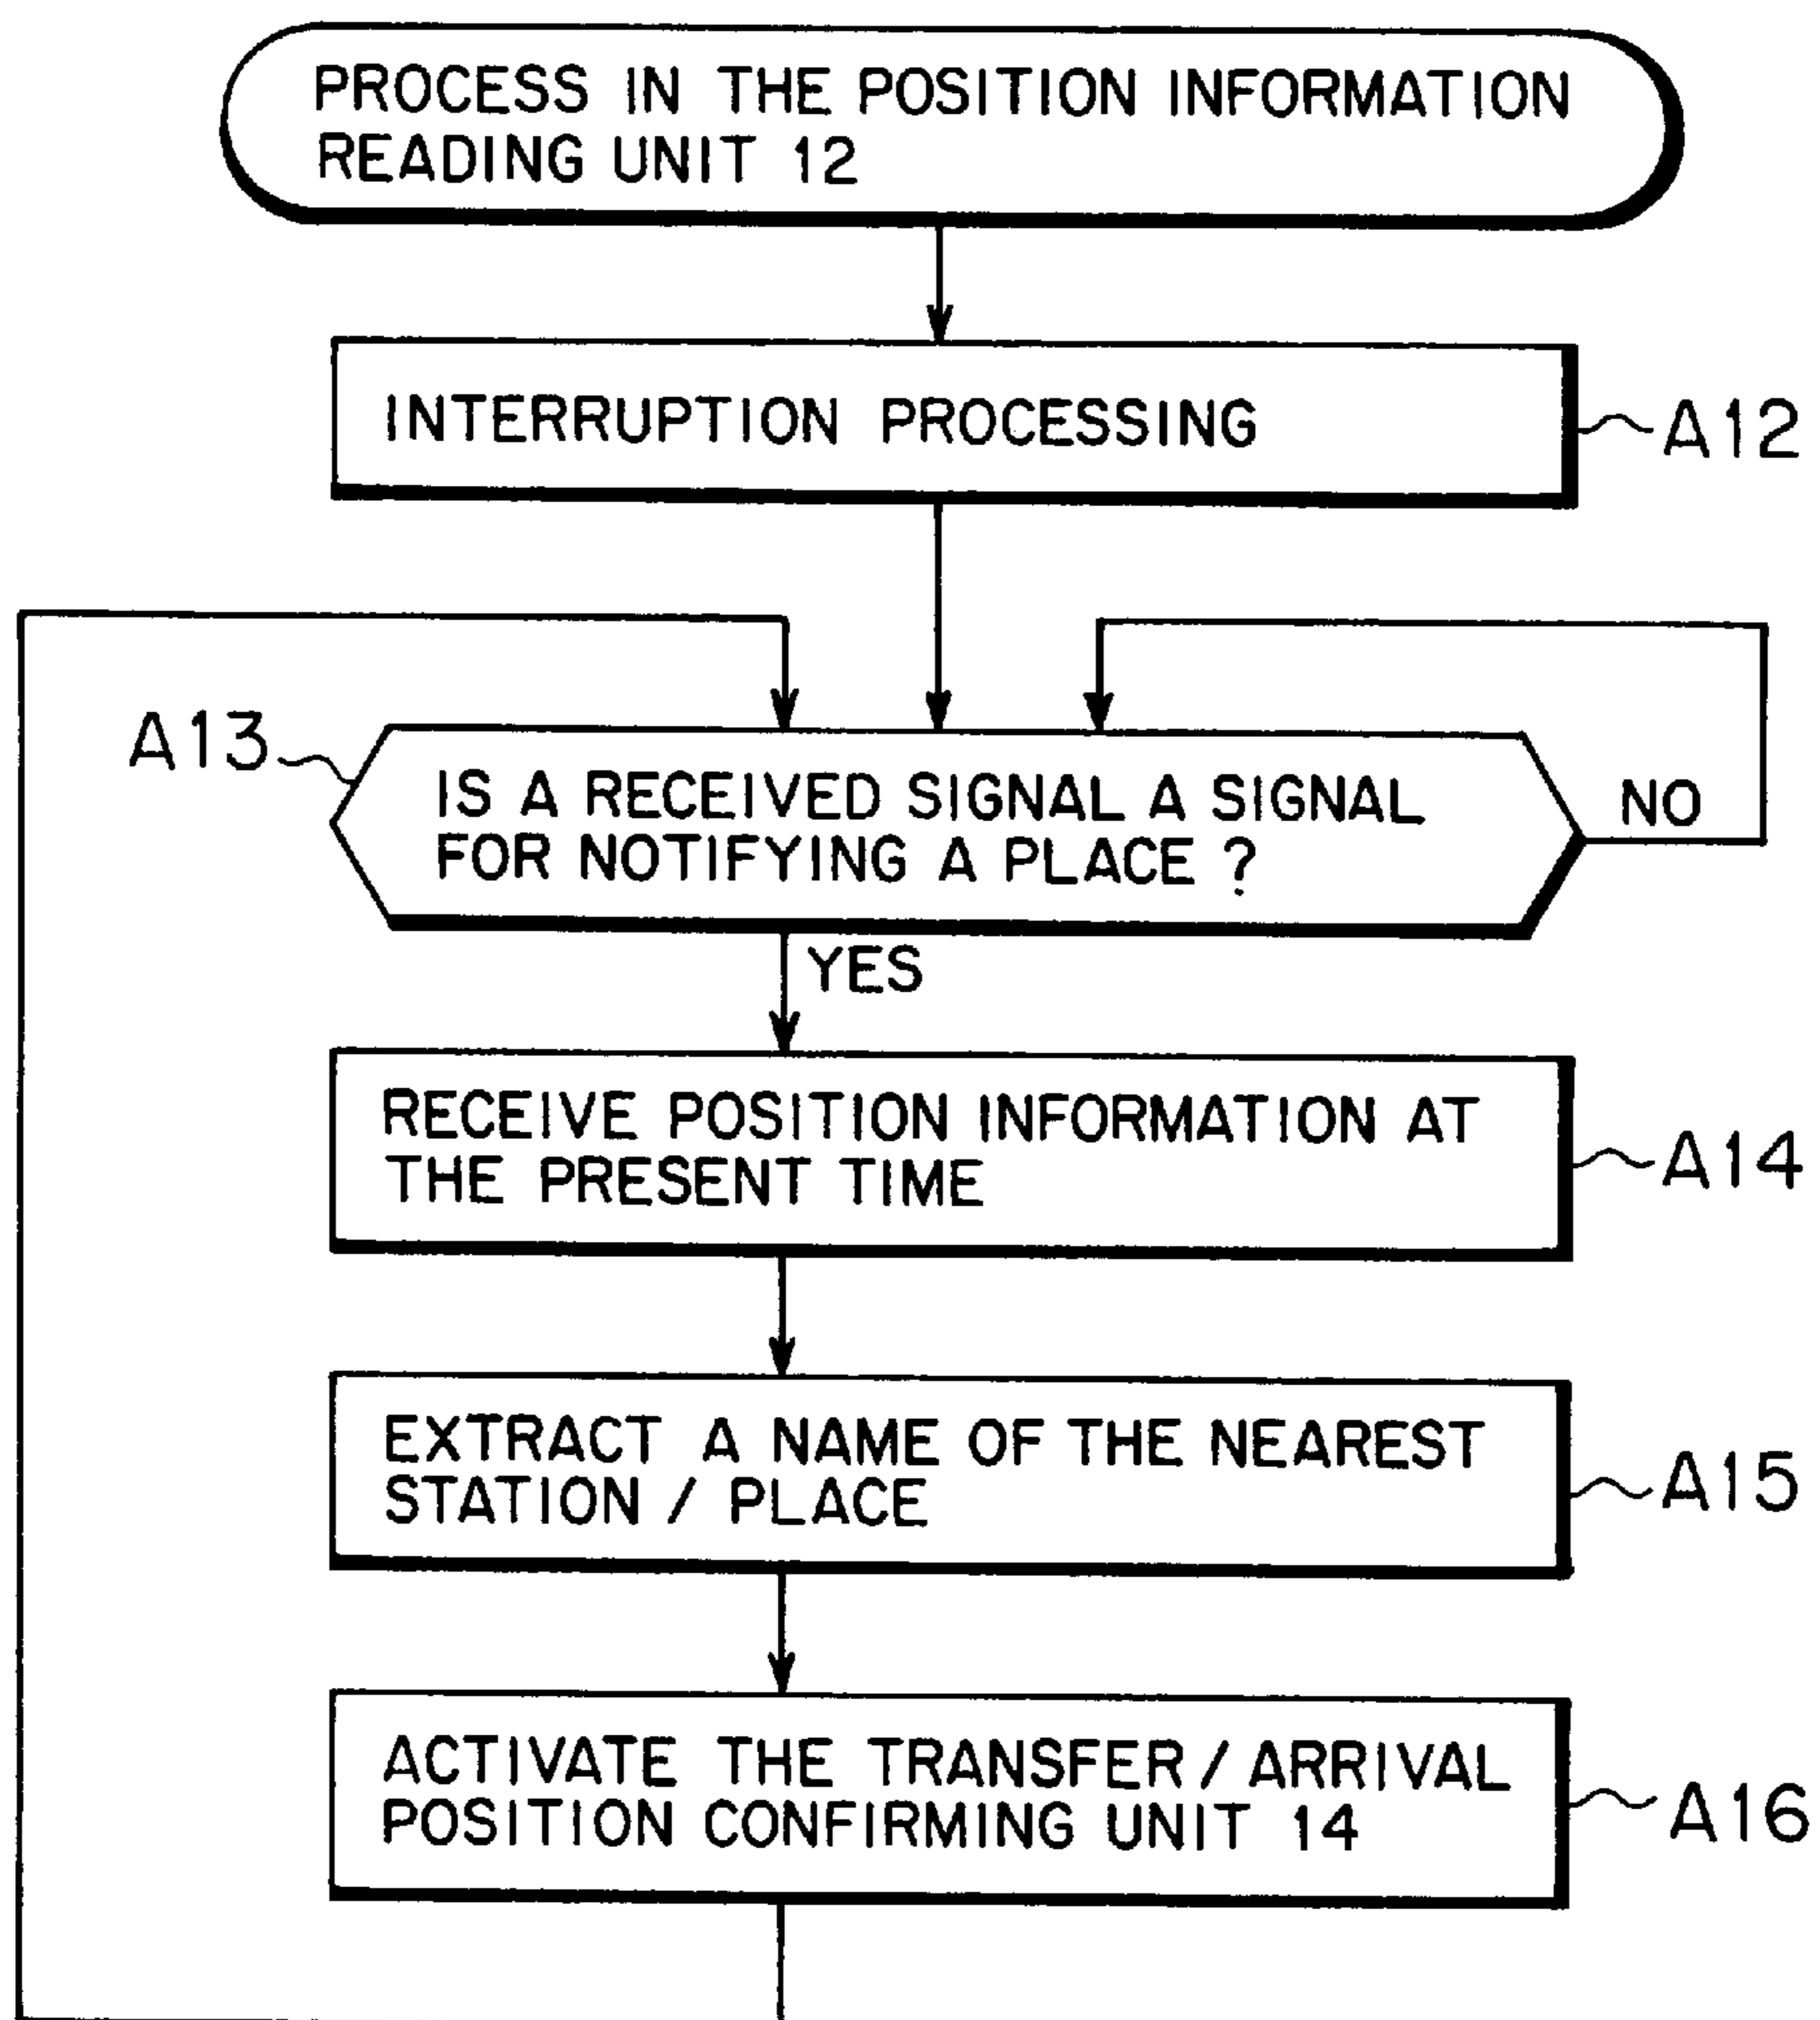 PROCESS IN THE POSITION INFORMATION
READING UNIT 12
INTERRUPTION PROCESSING
A12
A13
IS A RECEIVED SIGNAL A SIGNAL
FOR NOTIFYING A PLACE ?
NO
YES
RECEIVE POSITION INFORMATION AT
THE PRESENT TIME
A14
EXTRACT A NAME OF THE NEAREST
STATION / PLACE
A15
ACTIVATE THE TRANSFER / ARRIVAL
POSITION CONFIRMING UNIT 14
A16